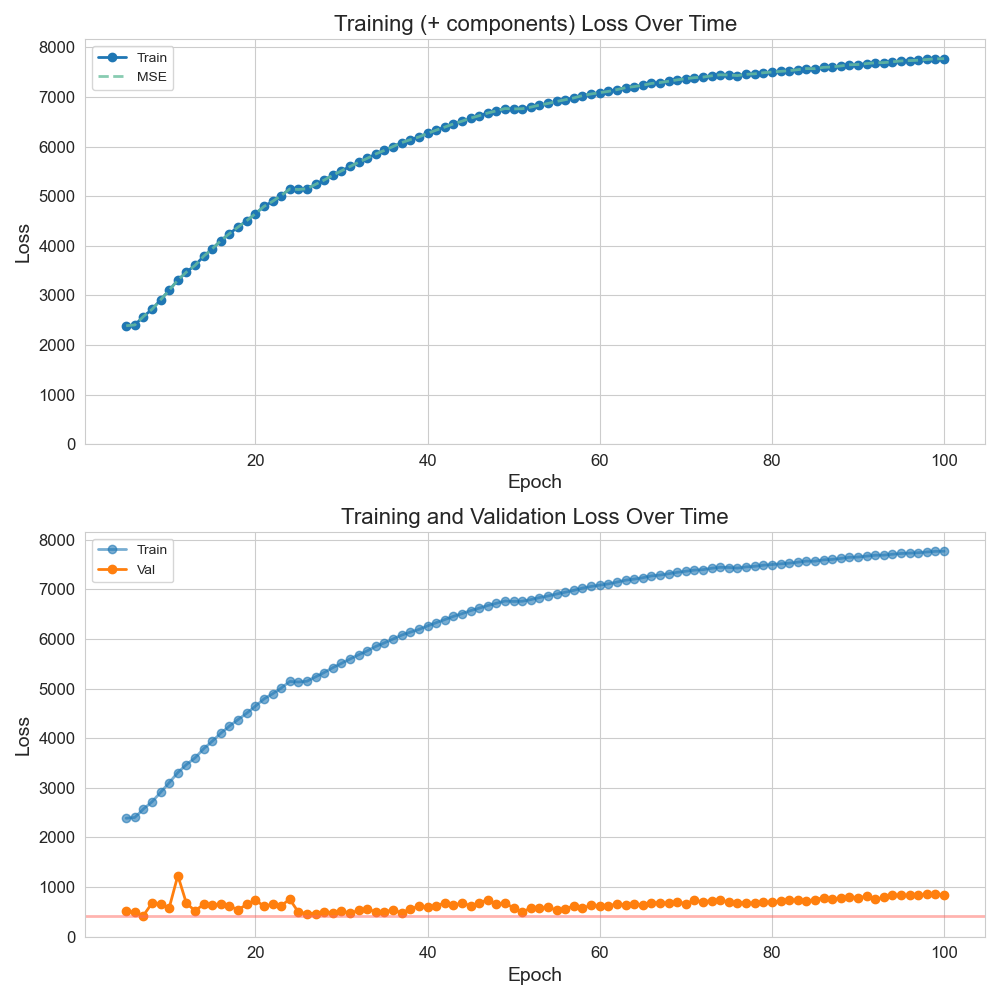 Training (+ components) Loss Over Time
Train
MSE
8000
7000
6000
5000
4000
3000
2000
1000
0
Loss
20 40 60 80 100
Epoch
Training and Validation Loss Over Time
Train
Val
8000
7000
6000
5000
4000
3000
2000
1000
0
Loss
20 40 60 80 100
Epoch